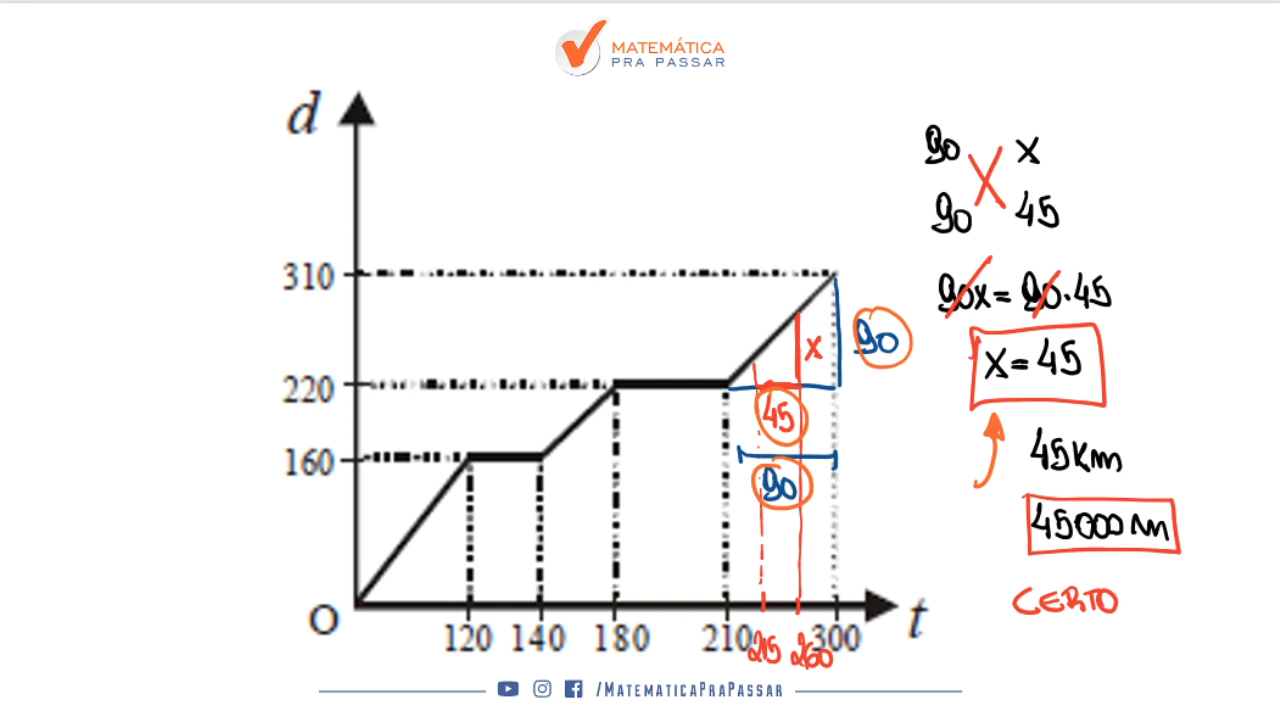 MATEMÁTICA
PRA PASSAR
d
310
220
160
O
120 140 180 210 300
t
x
90
45
90
215 260
90 x
90 45
90x = 90.45
x = 45
45Km
45000m
CERTO
/MATEMATICAPRAPASSAR